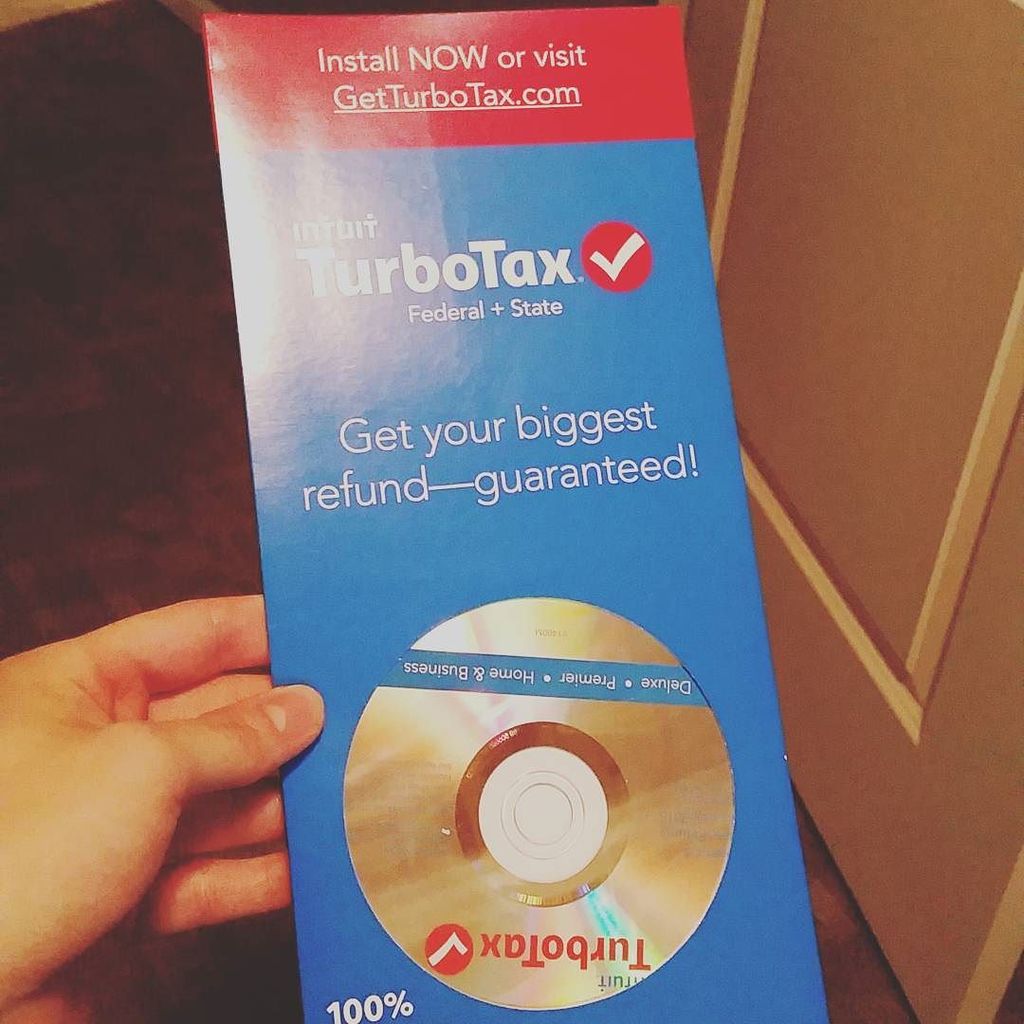 Install NOW or visit
GetTurboTax.com
INTUIT
TurboTax.
Federal + State
Get your biggest
refund—guaranteed!
Deluxe • Premier • Home & Business
INTUIT
TurboTax
100%